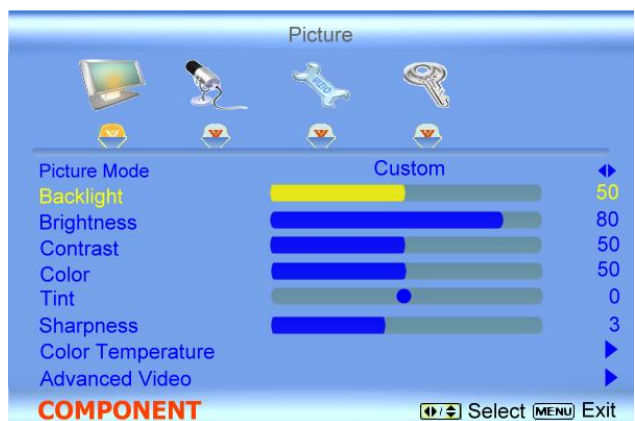 Picture
VIZIO
Picture Mode Custom
Backlight 50
Brightness 80
Contrast 50
Color 50
Tint 0
Sharpness 3
Color Temperature
Advanced Video
COMPONENT Select MENU Exit